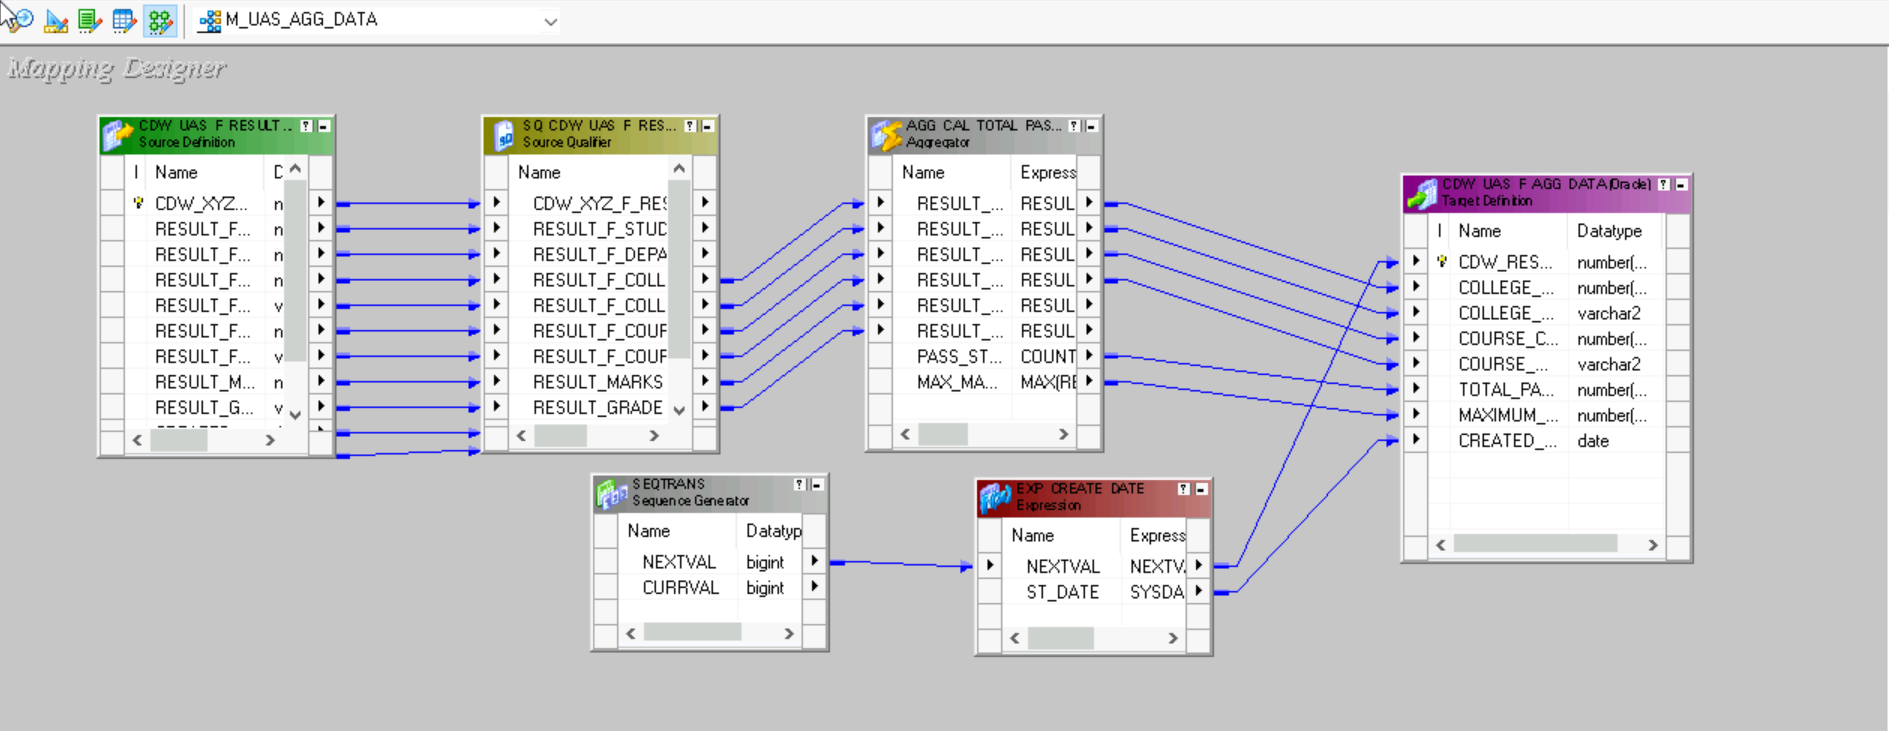 M_UAS_AGG_DATA
Mapping Designer
CDW_UAS_F_RESULT...
Source Definition
Name D
CDW_XYZ... n
RESULT_F... n
RESULT_F... n
RESULT_F... n
RESULT_F... v
RESULT_F... n
RESULT_F... v
RESULT_M... n
RESULT_G... v
SQ_CDW_UAS_F_RES...
Source Qualifier
Name
CDW_XYZ_F_RES
RESULT_F_STUD
RESULT_F_DEPA
RESULT_F_COLL
RESULT_F_COLL
RESULT_F_COUR
RESULT_F_COUR
RESULT_MARKS
RESULT_GRADE
AGG_CAL_TOTAL_PAS...
Aggregator
Name Express
RESULT_... RESUL
RESULT_... RESUL
RESULT_... RESUL
RESULT_... RESUL
RESULT_... RESUL
RESULT_... RESUL
PASS_ST... COUNT
MAX_MA... MAX(RE
CDW_UAS_F_AGG_DATA(Oracle)
Target Definition
Name Datatype
CDW_RES... number(...
COLLEGE_... number(...
COLLEGE_... varchar2
COURSE_C... number(...
COURSE_... varchar2
TOTAL_PA... number(...
MAXIMUM_... number(...
CREATED_... date
SEQTRANS
Sequence Generator
Name Datatyp
NEXTVAL bigint
CURRVAL bigint
EXP_CREATE_DATE
Expression
Name Express
NEXTVAL NEXTV
ST_DATE SYSDA